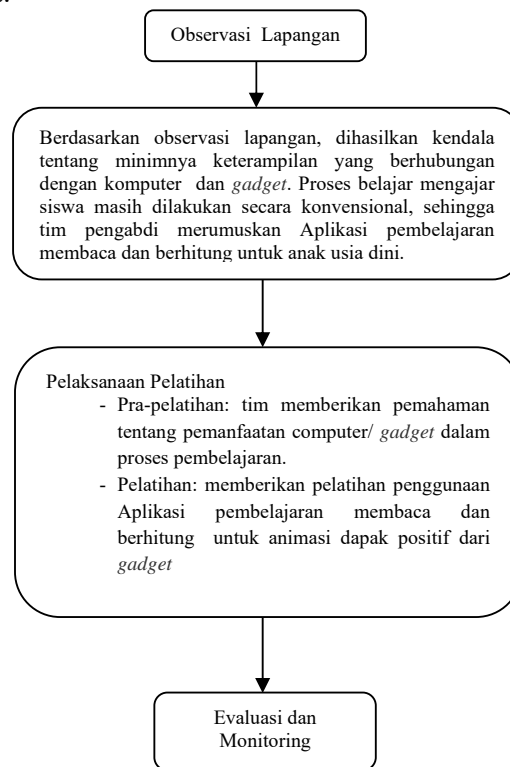 Observasi Lapangan
Berdasarkan observasi lapangan, dihasilkan kendala
tentang minimnya keterampilan yang berhubungan
dengan komputer dan gadget. Proses belajar mengajar
siswa masih dilakukan secara konvensional, sehingga
tim pengabdi merumuskan Aplikasi pembelajaran
membaca dan berhitung untuk anak usia dini.
Pelaksanaan Pelatihan
- Pra-pelatihan: tim memberikan pemahaman
tentang pemanfaatan computer/ gadget dalam
proses pembelajaran.
- Pelatihan: memberikan pelatihan penggunaan
Aplikasi pembelajaran membaca dan
berhitung untuk animasi dapak positif dari
gadget
Evaluasi dan
Monitoring